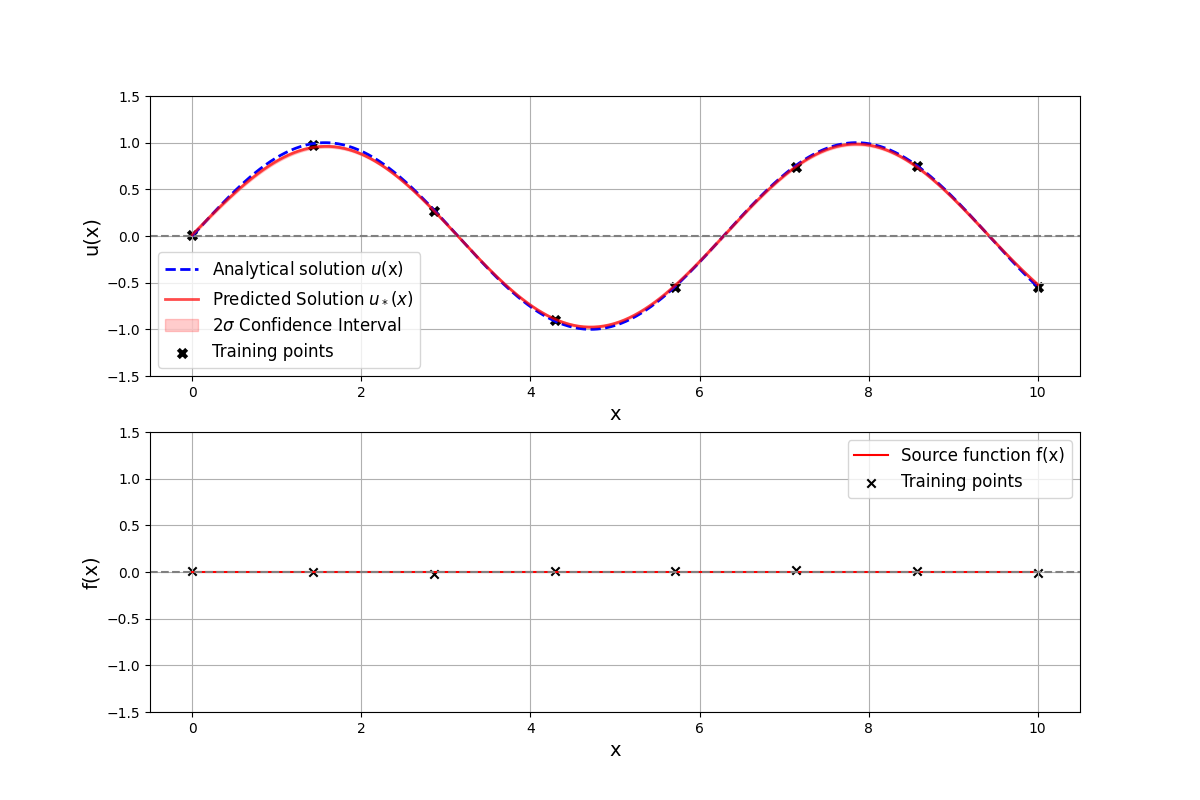 1.5
1.0
0.5
0.0
−0.5
−1.0
−1.5
u(x)
Analytical solution u(x)
Predicted Solution u*(x)
2σ Confidence Interval
Training points
0 2 4 6 8 10
x
1.5
1.0
0.5
0.0
−0.5
−1.0
−1.5
f(x)
Source function f(x)
Training points
0 2 4 6 8 10
x